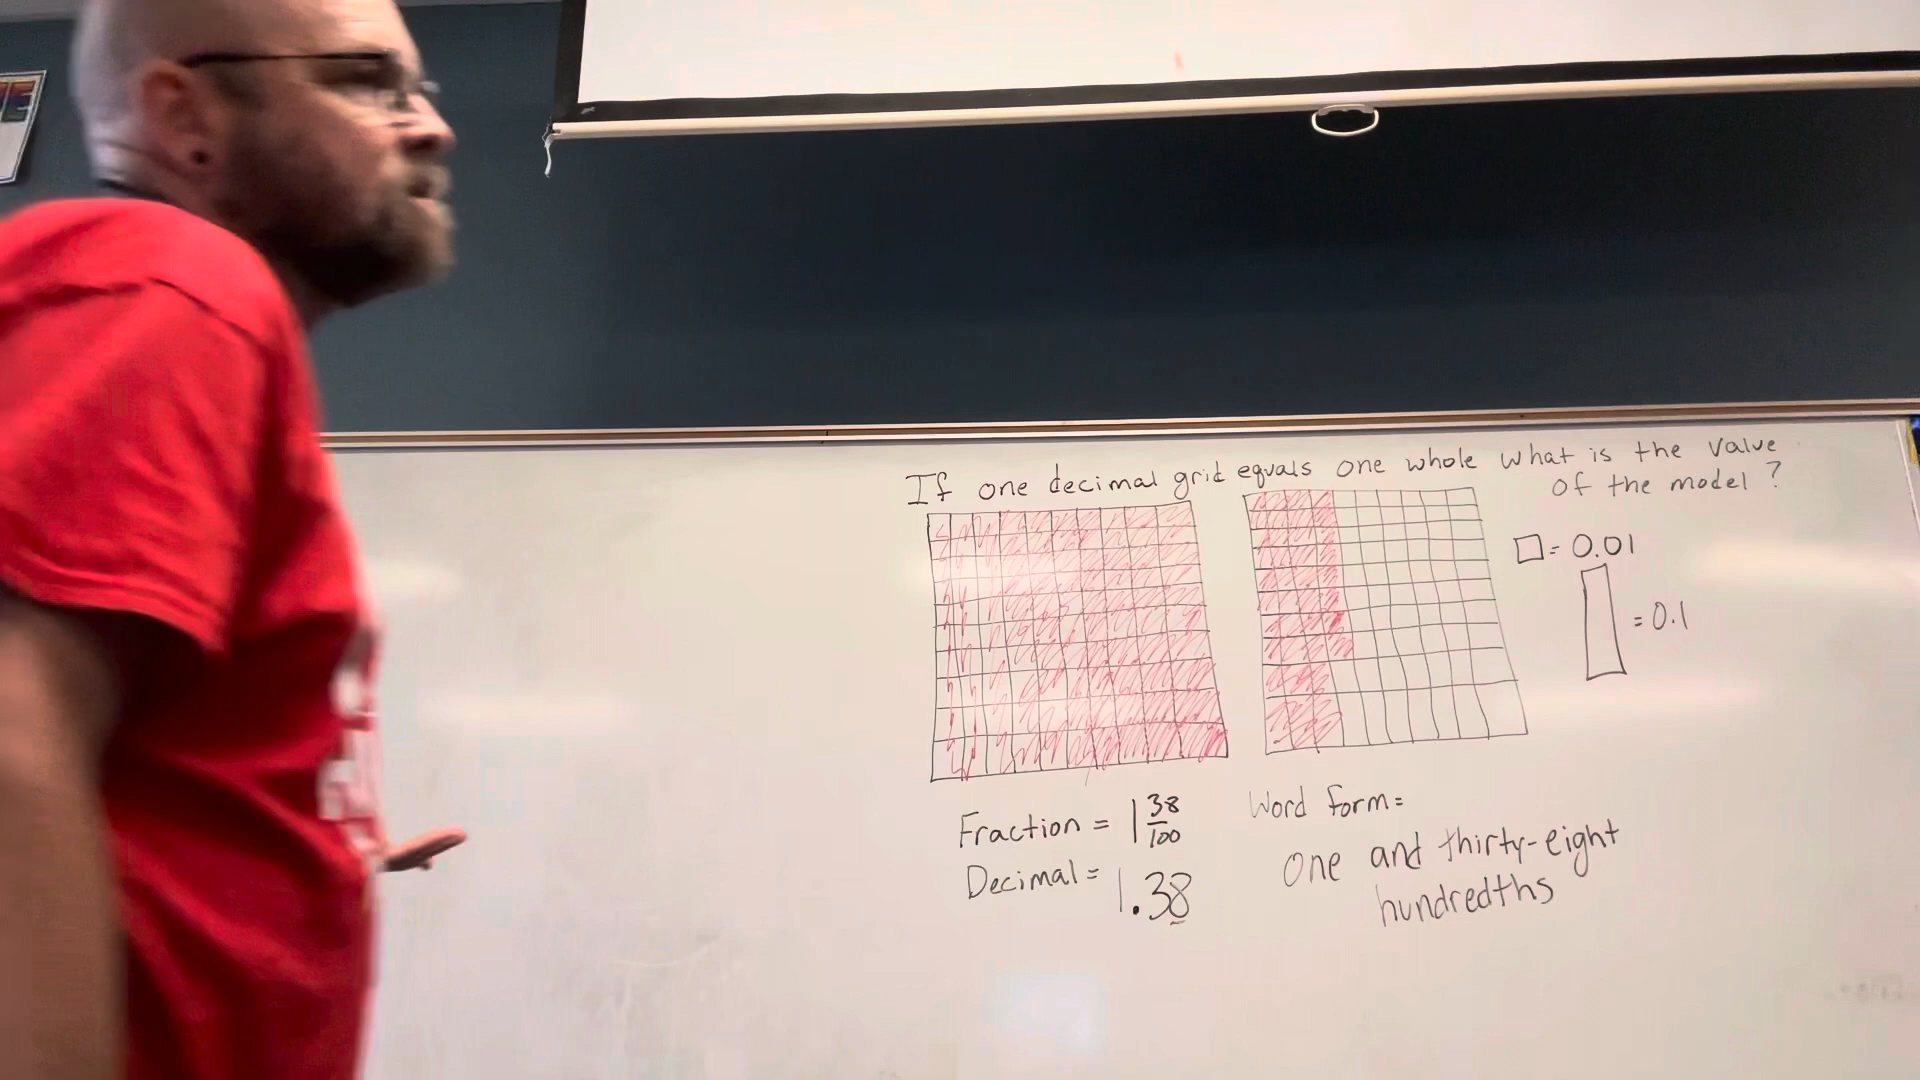 If one decimal grid equals one whole what is the value
of the model?
□ = 0.01
= 0.1
Fraction = 1 38/100
Decimal = 1.38
Word form =
One and thirty-eight
hundredths